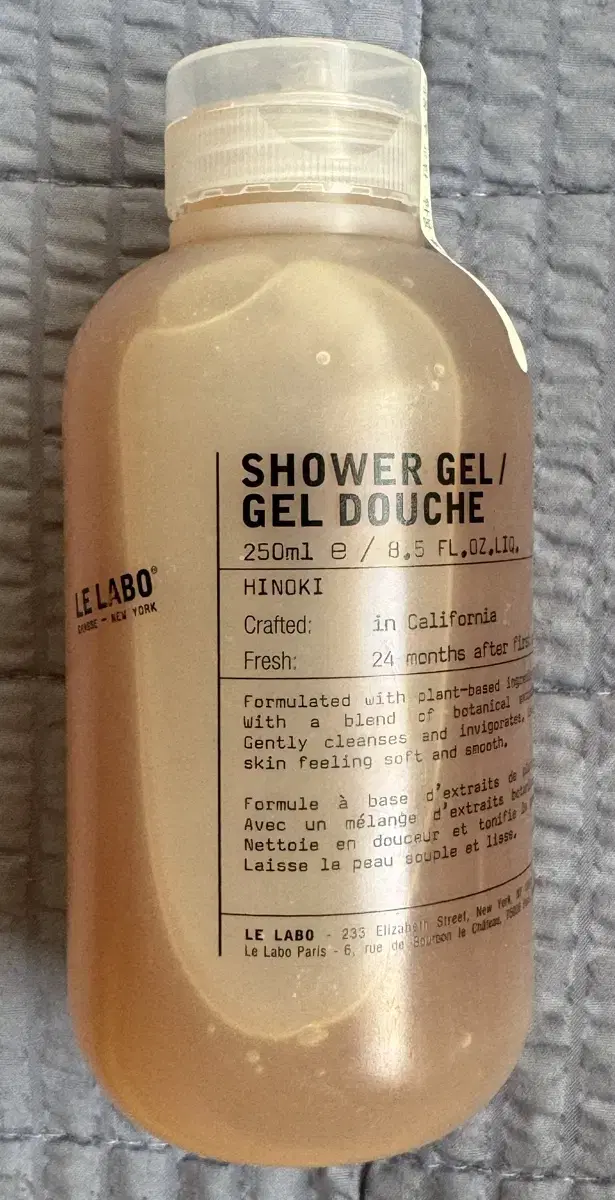 LE LABO®
GRASSE - NEW YORK
SHOWER GEL/
GEL DOUCHE
250ml e / 8.5 FL.OZ.LIQ.
HINOKI
Crafted: in California
Fresh: 24 months after
Formulated with plant-based
With a blend of botanical
Gently cleanses and invigorates.
skin feeling soft and smooth.
Formule à base d'extraits de
Avec un mélange d'extraits
Nettoie en douceur et tonifie
Laisse la peau souple et lisse.
LE LABO - 233 Elizabeth Street, New York,
Le Labo Paris - 6, rue de Bourbon le Château,